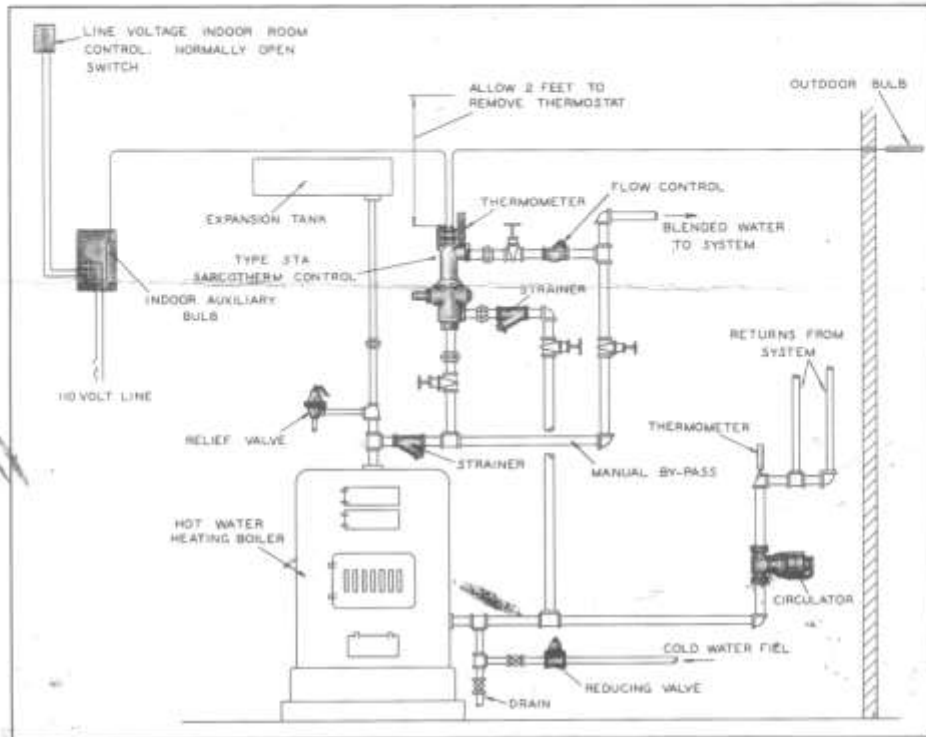 LINE VOLTAGE INDOOR ROOM
CONTROL. NORMALLY OPEN
SWITCH
ALLOW 2 FEET TO
REMOVE THERMOSTAT
OUTDOOR BULB
EXPANSION TANK
THERMOMETER
FLOW CONTROL
BLENDED WATER
TO SYSTEM
TYPE STA
SARCOTHERM CONTROL
STRAINER
INDOOR AUXILIARY
BULB
RETURNS FROM
SYSTEM
110 VOLT LINE
RELIEF VALVE
STRAINER
MANUAL BY-PASS
THERMOMETER
HOT WATER
HEATING BOILER
CIRCULATOR
COLD WATER FILL
REDUCING VALVE
DRAIN